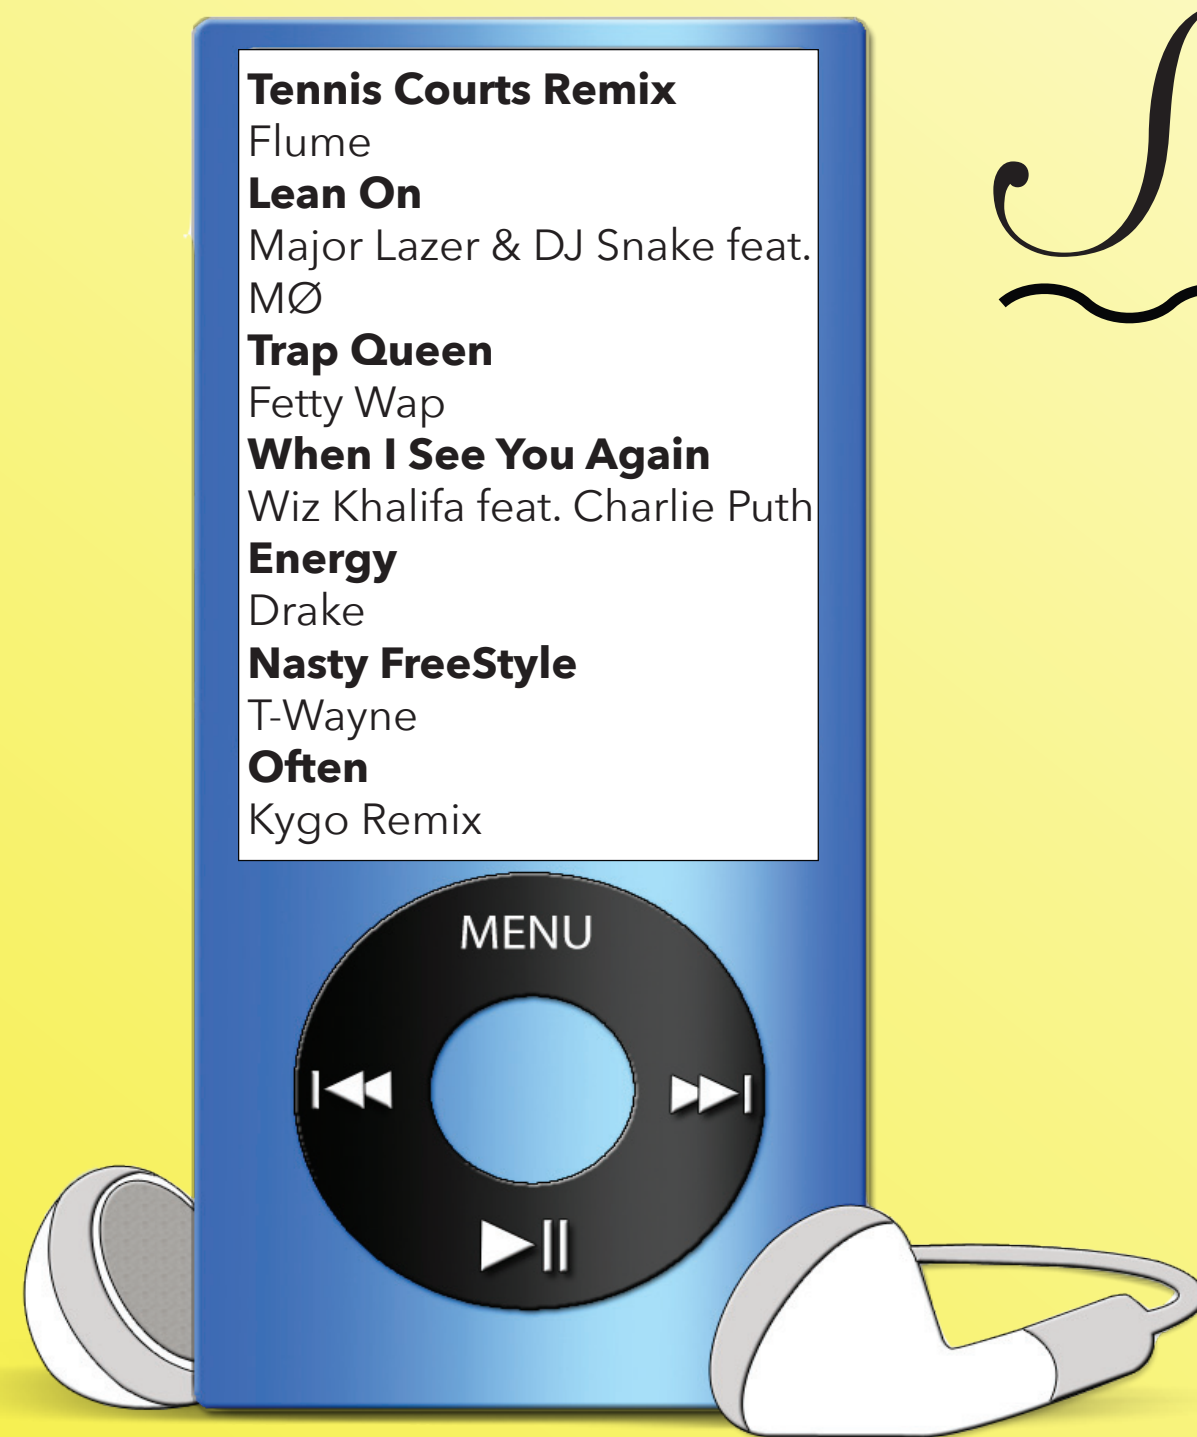 Tennis Courts Remix
Flume
Lean On
Major Lazer & DJ Snake feat.
MØ
Trap Queen
Fetty Wap
When I See You Again
Wiz Khalifa feat. Charlie Puth
Energy
Drake
Nasty FreeStyle
T-Wayne
Often
Kygo Remix
MENU